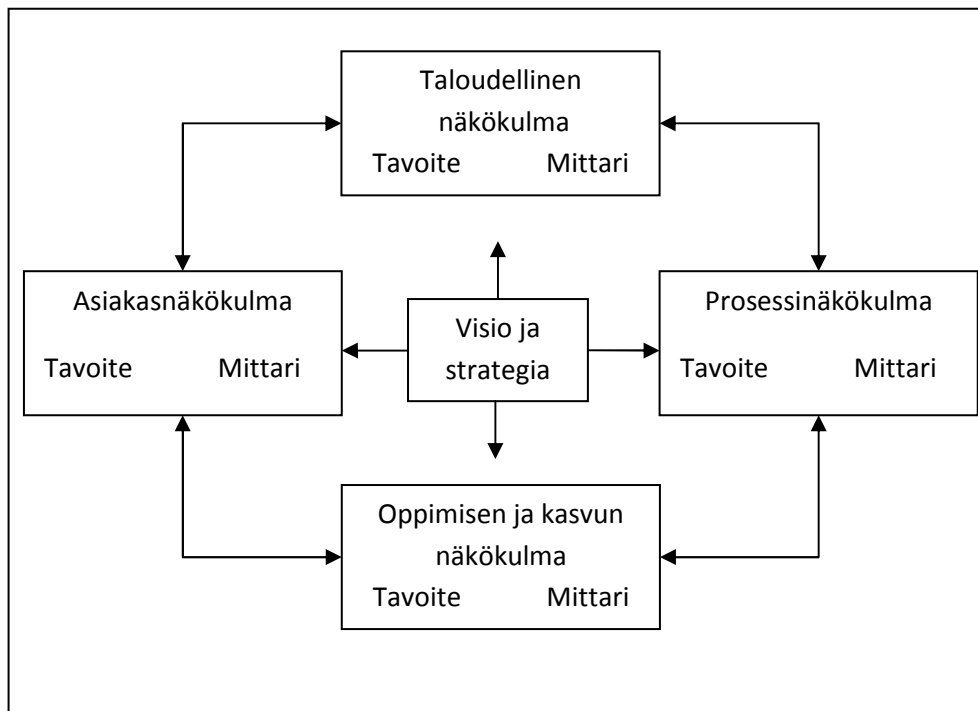 Taloudellinen
näkökulma
Tavoite Mittari
Asiakasnäkökulma
Tavoite Mittari
Visio ja
strategia
Prosessinäkökulma
Tavoite Mittari
Oppimisen ja kasvun
näkökulma
Tavoite Mittari